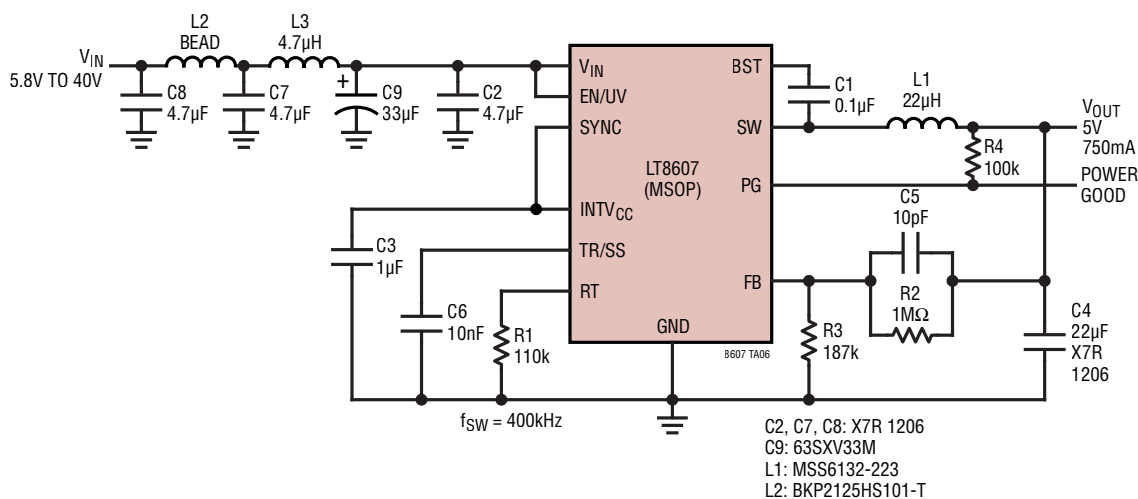 L2
BEAD
L3
4.7µH
VIN
5.8V TO 40V
C8
4.7µF
C7
4.7µF
+
C9
33µF
C2
4.7µF
VIN
EN/UV
SYNC
INTVCC
TR/SS
RT
LT8607
(MSOP)
GND
BST
SW
PG
FB
C1
0.1µF
L1
22µH
VOUT
5V
750mA
R4
100k
POWER
GOOD
C5
10pF
R2
1MΩ
C3
1µF
C6
10nF
R1
110k
R3
187k
C4
22µF
X7R
1206
8607 TA06
fSW = 400kHz
C2, C7, C8: X7R 1206
C9: 63SXV33M
L1: MSS6132-223
L2: BKP2125HS101-T